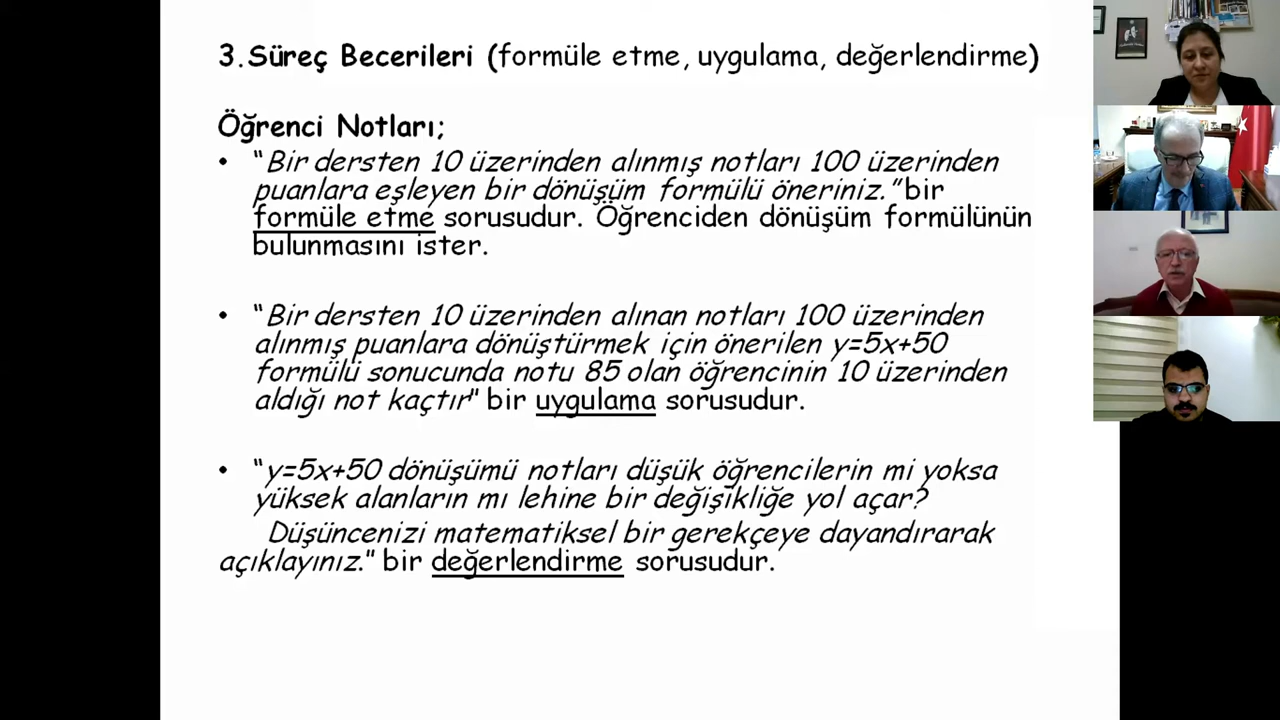 3.Süreç Becerileri (formüle etme, uygulama, değerlendirme)
Öğrenci Notları;
• "Bir dersten 10 üzerinden alınmış notları 100 üzerinden
puanlara eşleyen bir dönüşüm formülü öneriniz." bir
formüle etme sorusudur. Öğrenciden dönüşüm formülünün
bulunmasını ister.
• "Bir dersten 10 üzerinden alınan notları 100 üzerinden
alınmış puanlara dönüştürmek için önerilen y=5x+50
formülü sonucunda notu 85 olan öğrencinin 10 üzerinden
aldığı not kaçtır" bir uygulama sorusudur.
• "y=5x+50 dönüşümü notları düşük öğrencilerin mi yoksa
yüksek alanların mı lehine bir değişikliğe yol açar?
Düşüncenizi matematiksel bir gerekçeye dayandırarak
açıklayınız." bir değerlendirme sorusudur.